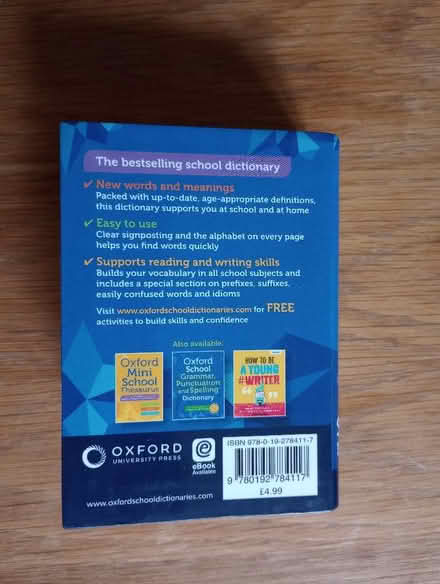 The bestselling school dictionary
✔ New words and meanings
Packed with up-to-date, age-appropriate definitions,
this dictionary supports you at school and at home
✔ Easy to use
Clear signposting and the alphabet on every page
helps you find words quickly
✔ Supports reading and writing skills
Builds your vocabulary in all school subjects and
includes a special section on prefixes, suffixes,
easily confused words and idioms
Visit www.oxfordschooldictionaries.com for FREE
activities to build skills and confidence
Also available:
Oxford
Mini
School
Thesaurus
Oxford
School
Grammar,
Punctuation
and Spelling
Dictionary
HOW TO BE
A YOUNG
#WRITER
OXFORD
UNIVERSITY PRESS
e
eBook
Available
www.oxfordschooldictionaries.com
ISBN 978-0-19-278411-7
9 780192 784117
£4.99